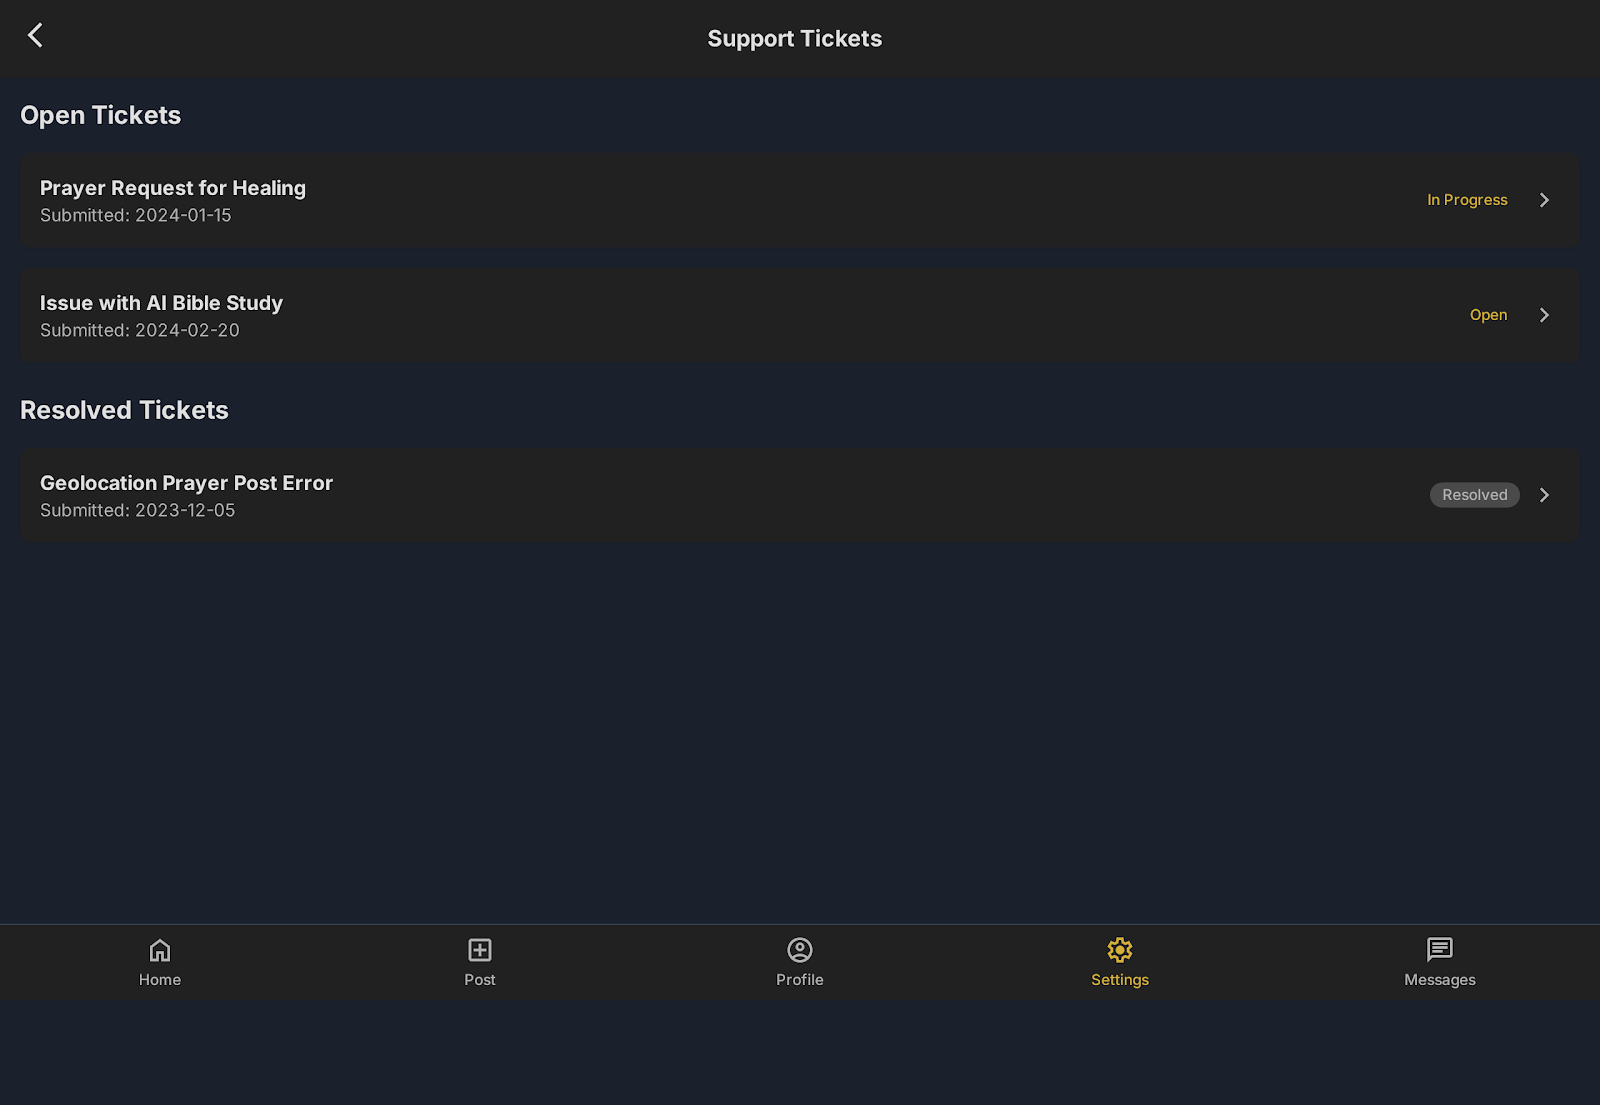 Support Tickets
Open Tickets
Prayer Request for Healing
Submitted: 2024-01-15
In Progress
Issue with AI Bible Study
Submitted: 2024-02-20
Open
Resolved Tickets
Geolocation Prayer Post Error
Submitted: 2023-12-05
Resolved
Home
Post
Profile
Settings
Messages